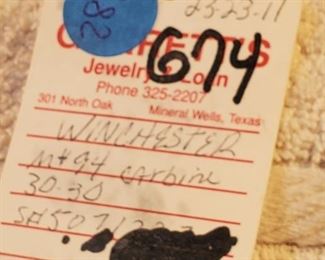 23-23-11
82
674
Jewelry & Loan
Phone 325-2207
301 North Oak Mineral Wells, Texas
WINCHESTER
M#94 carbine
30-30